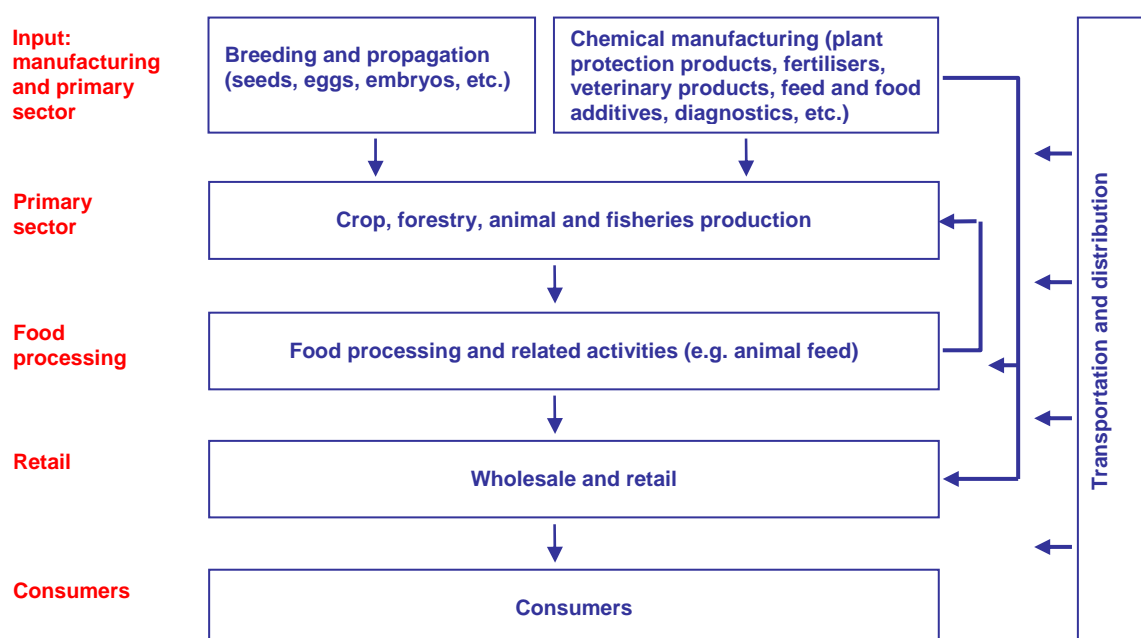 Input:
manufacturing
and primary
sector
Breeding and propagation
(seeds, eggs, embryos, etc.)
Chemical manufacturing (plant
protection products, fertilisers,
veterinary products, feed and food
additives, diagnostics, etc.)
Primary
sector
Crop, forestry, animal and fisheries production
Food
processing
Food processing and related activities (e.g. animal feed)
Retail
Wholesale and retail
Consumers
Consumers
Transportation and distribution